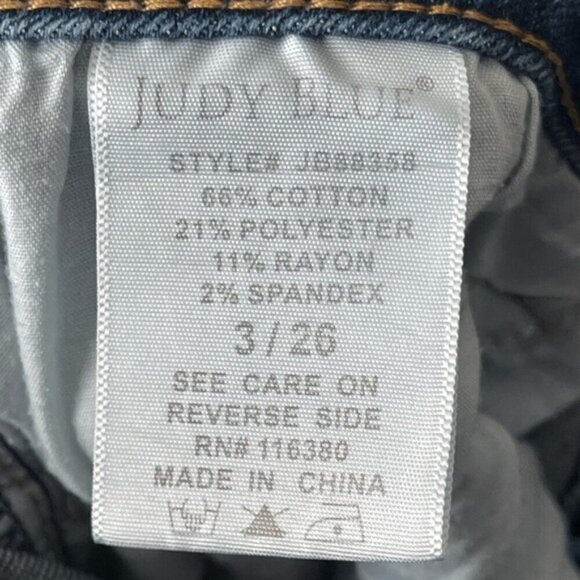 JUDY BLUE®
STYLE# JB88358
66% COTTON
21% POLYESTER
11% RAYON
2% SPANDEX
3 / 26
SEE CARE ON
REVERSE SIDE
RN# 116380
MADE IN CHINA